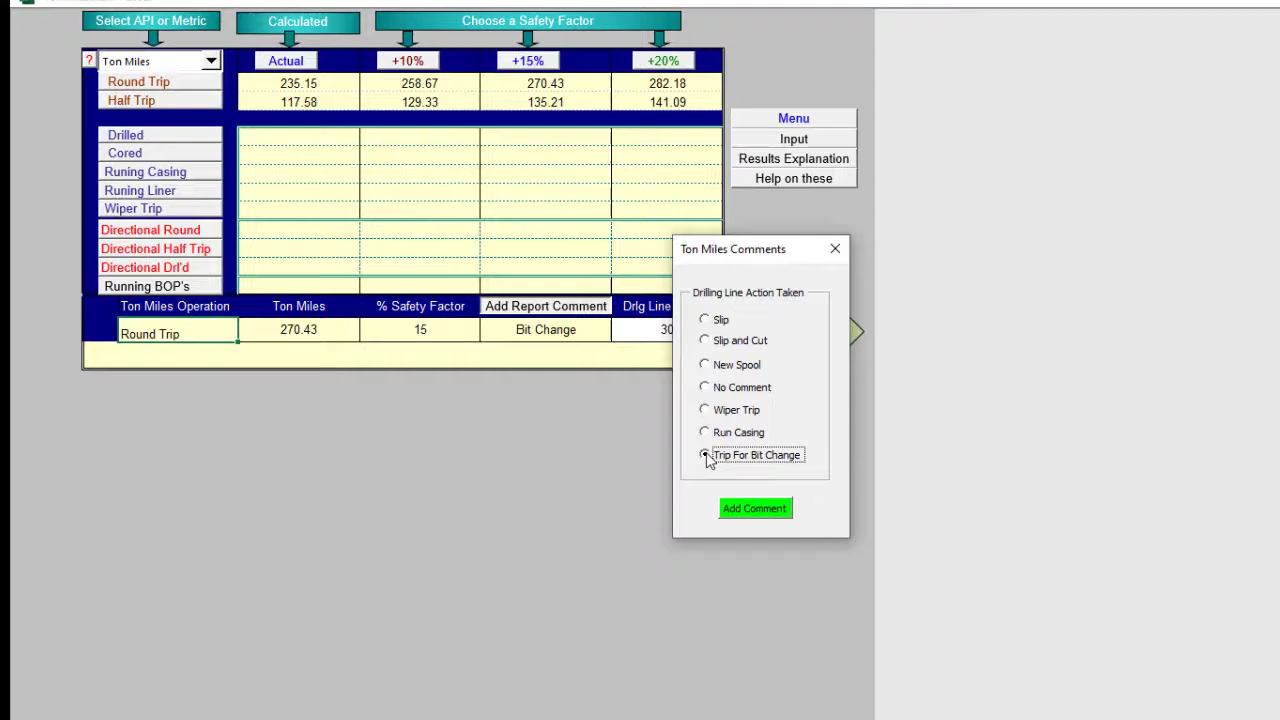 Select API or Metric Calculated Choose a Safety Factor
? Ton Miles Actual +10% +15% +20%
Round Trip 235.15 258.67 270.43 282.18
Half Trip 117.58 129.33 135.21 141.09
Menu
Drilled Input
Cored Results Explanation
Runing Casing Help on these
Runing Liner
Wiper Trip
Directional Round
Directional Half Trip
Directional Drl'd
Running BOP's
Ton Miles Operation Ton Miles % Safety Factor Add Report Comment Drlg Line
Round Trip 270.43 15 Bit Change 30
Ton Miles Comments
Drilling Line Action Taken
Slip
Slip and Cut
New Spool
No Comment
Wiper Trip
Run Casing
Trip For Bit Change
Add Comment